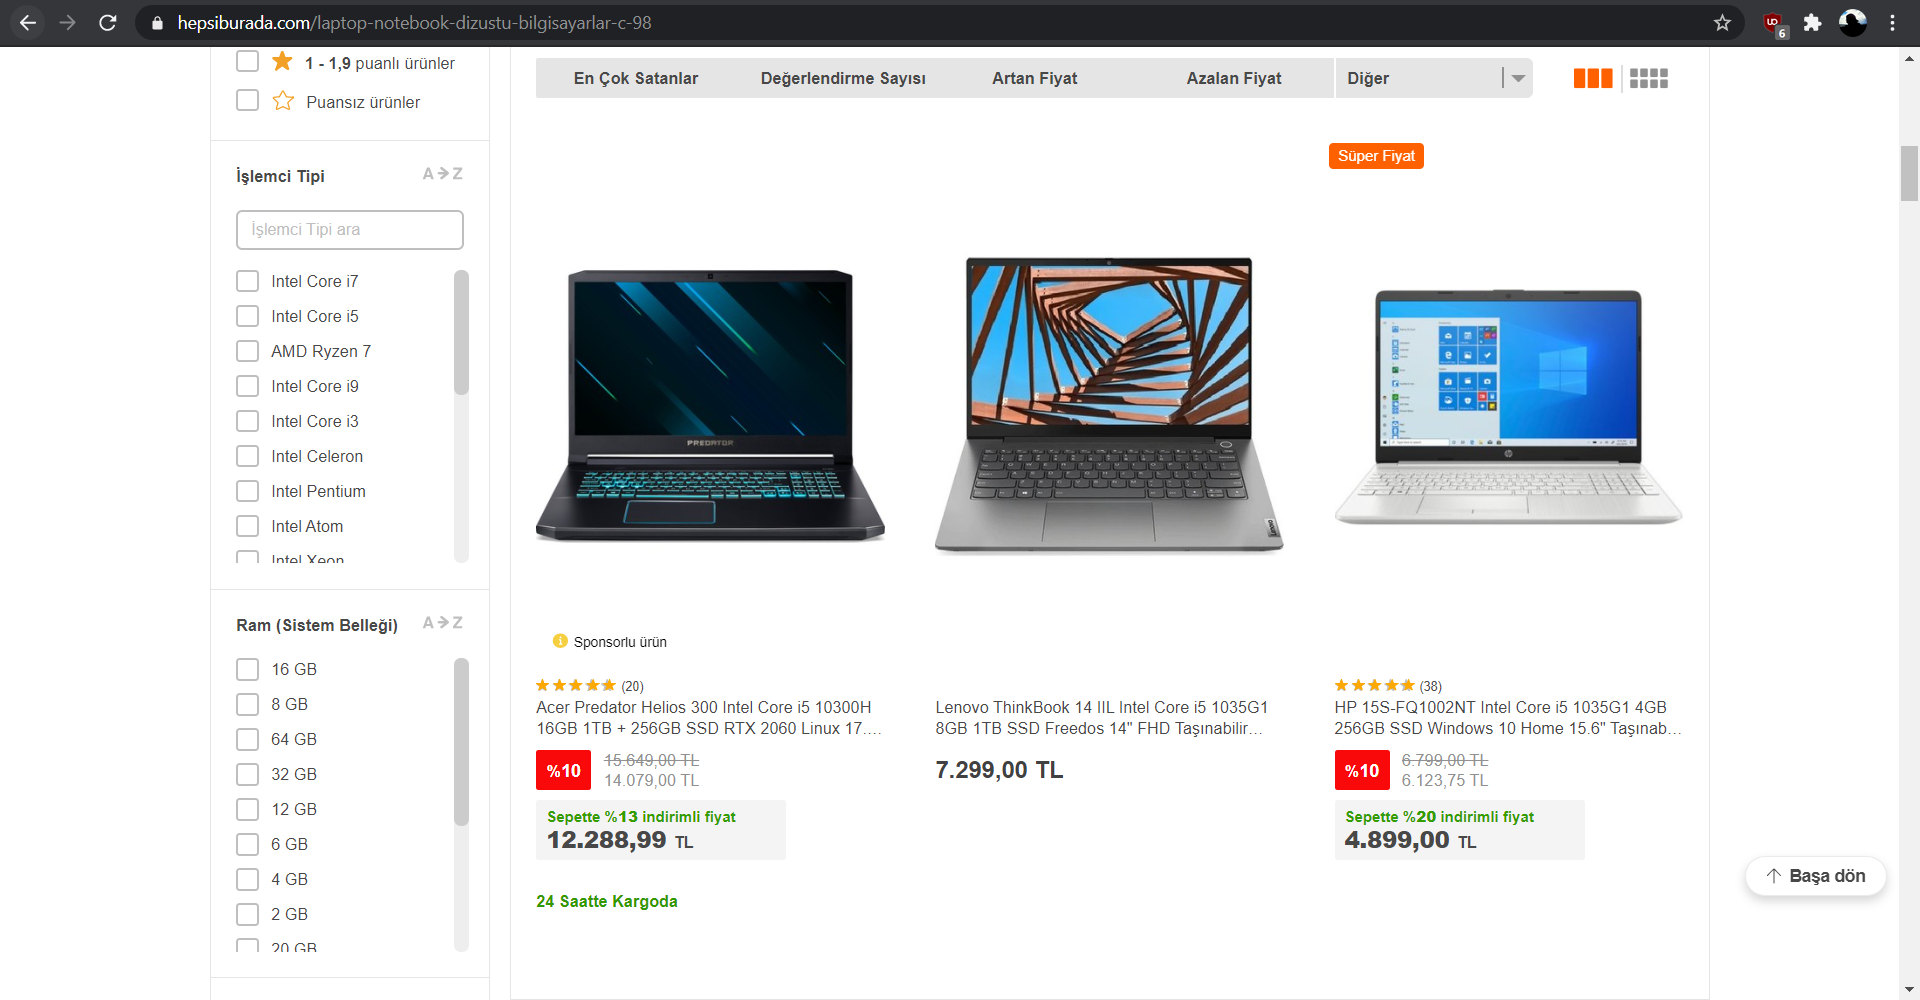 hepsiburada.com/laptop-notebook-dizustu-bilgisayarlar-c-98
6
1 - 1,9 puanlı ürünler
Puansız ürünler
İşlemci Tipi
A→Z
İşlemci Tipi ara
Intel Core i7
Intel Core i5
AMD Ryzen 7
Intel Core i9
Intel Core i3
Intel Celeron
Intel Pentium
Intel Atom
Intel Xeon
Ram (Sistem Belleği)
A→Z
16 GB
8 GB
64 GB
32 GB
12 GB
6 GB
4 GB
2 GB
20 GB
En Çok Satanlar
Değerlendirme Sayısı
Artan Fiyat
Azalan Fiyat
Diğer
PREDATOR
Sponsorlu ürün
(20)
Acer Predator Helios 300 Intel Core i5 10300H
16GB 1TB + 256GB SSD RTX 2060 Linux 17....
%10
15.649,00 TL
14.079,00 TL
Sepette %13 indirimli fiyat
12.288,99 TL
24 Saatte Kargoda
Lenovo
Lenovo ThinkBook 14 IIL Intel Core i5 1035G1
8GB 1TB SSD Freedos 14" FHD Taşınabilir...
7.299,00 TL
Süper Fiyat
hp
(38)
HP 15S-FQ1002NT Intel Core i5 1035G1 4GB
256GB SSD Windows 10 Home 15.6" Taşınab...
%10
6.799,00 TL
6.123,75 TL
Sepette %20 indirimli fiyat
4.899,00 TL
Başa dön